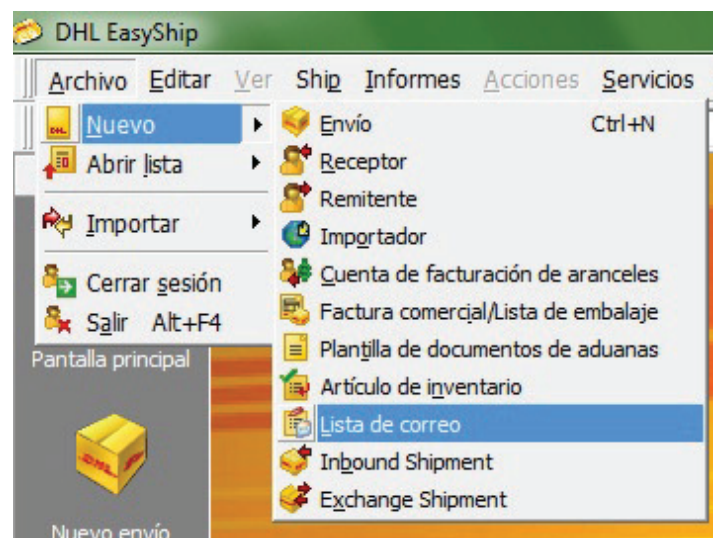 DHL EasyShip
Archivo Editar Ver Ship Informes Acciones Servicios
Nuevo
Abrir lista
Importar
Cerrar sesión
Salir Alt+F4
Envío Ctrl+N
Receptor
Remitente
Importador
Cuenta de facturación de aranceles
Factura comercial/Lista de embalaje
Plantilla de documentos de aduanas
Artículo de inventario
Lista de correo
Inbound Shipment
Exchange Shipment
Pantalla principal
DHL
Nuevo envío